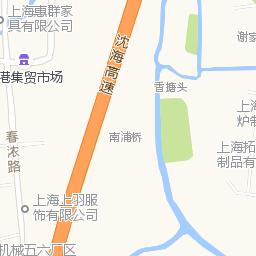 上海惠群家
具有限公司
谢家
沈海高速
港集贸市场
香搪头
上海
炉制
南浦桥
春浓路
上海拓
制品有
上海上羽服
饰有限公司
机械五六厂区